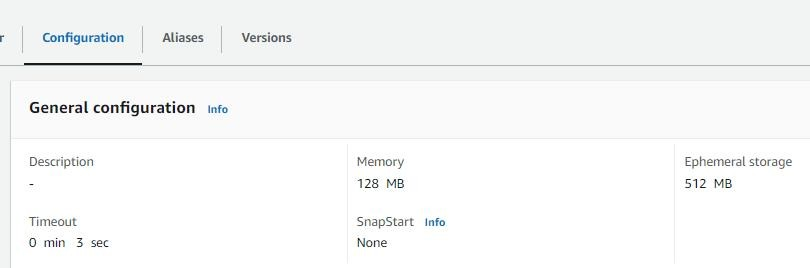 r Configuration Aliases Versions
General configuration Info
Description Memory Ephemeral storage
- 128 MB 512 MB
Timeout SnapStart Info
0 min 3 sec None